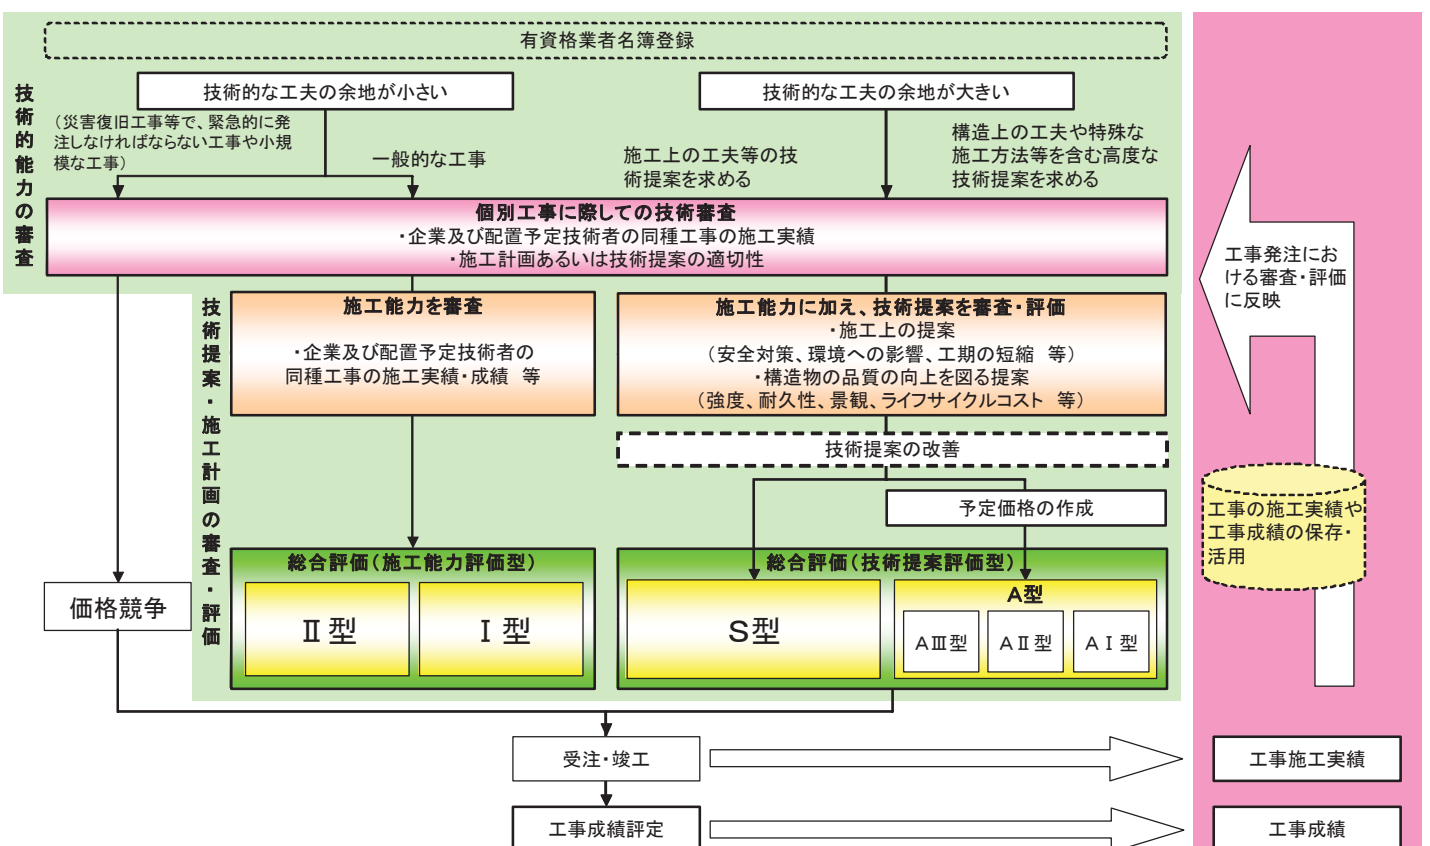 有資格業者名簿登録
技術的能力の審査
技術的な工夫の余地が小さい
技術的な工夫の余地が大きい
（災害復旧工事等で、緊急的に発
注しなければならない工事や小規
模な工事）
一般的な工事
施工上の工夫等の技
術提案を求める
構造上の工夫や特殊な
施工方法等を含む高度な
技術提案を求める
個別工事に際しての技術審査
・企業及び配置予定技術者の同種工事の施工実績
・施工計画あるいは技術提案の適切性
工事発注にお
ける審査・評価
に反映
技術提案・施工計画の審査・評価
施工能力を審査
・企業及び配置予定技術者の
同種工事の施工実績・成績 等
施工能力に加え、技術提案を審査・評価
・施工上の提案
（安全対策、環境への影響、工期の短縮 等）
・構造物の品質の向上を図る提案
（強度、耐久性、景観、ライフサイクルコスト 等）
技術提案の改善
予定価格の作成
工事の施工実績や
工事成績の保存・
活用
価格競争
総合評価（施工能力評価型）
Ⅱ型
Ⅰ型
総合評価（技術提案評価型）
S型
A型
AⅢ型
AⅡ型
AⅠ型
受注・竣工
工事施工実績
工事成績評定
工事成績